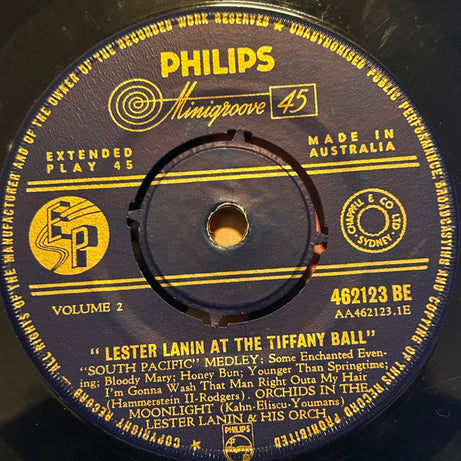 ALL RIGHTS OF THE MANUFACTURER AND OF THE OWNER OF THE RECORDED WORK RESERVED ★ UNAUTHORISED PUBLIC PERFORMANCE, BROADCASTING AND COPYING OF THIS RECORD PROHIBITED ★ COPYRIGHT RECORD
PHILIPS
Minigroove 45
EXTENDED
PLAY 45
MADE IN
AUSTRALIA
EP
CHAPPELL & CO LTD
SYDNEY.
VOLUME 2
462123 BE
AA462123.1E
" LESTER LANIN AT THE TIFFANY BALL"
"SOUTH PACIFIC" MEDLEY: Some Enchanted Even-
ing; Bloody Mary; Honey Bun; Younger Than Springtime;
I'm Gonna Wash That Man Right Outa My Hair
(Hammerstein II-Rodgers). ORCHIDS IN THE
MOONLIGHT (Kahn-Eliscu-Youmans)
LESTER LANIN & HIS ORCH.
PHILIPS